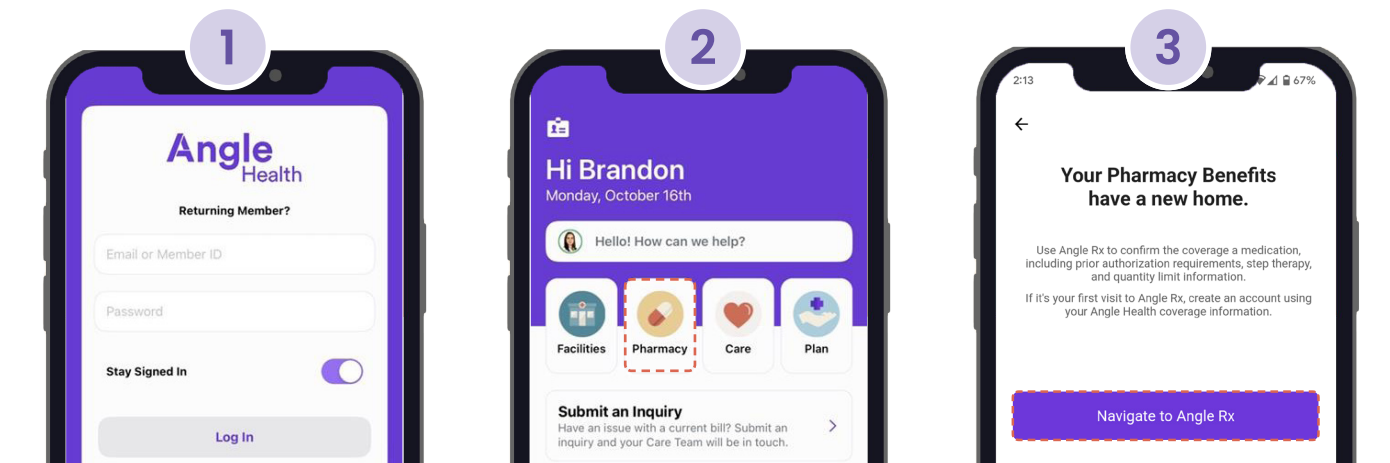 1
Angle
Health
Returning Member?
Email or Member ID
Password
Stay Signed In
Log In
2
Hi Brandon
Monday, October 16th
Hello! How can we help?
Facilities
Pharmacy
Care
Plan
Submit an Inquiry
Have an issue with a current bill? Submit an
inquiry and your Care Team will be in touch.
3
2:13
67%
Your Pharmacy Benefits
have a new home.
Use Angle Rx to confirm the coverage a medication,
including prior authorization requirements, step therapy,
and quantity limit information.
If it's your first visit to Angle Rx, create an account using
your Angle Health coverage information.
Navigate to Angle Rx